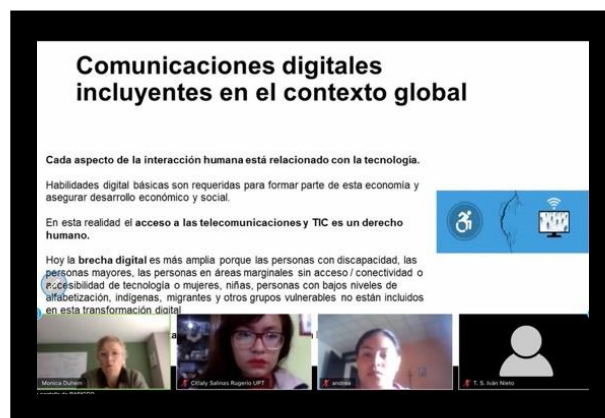 Comunicaciones digitales
incluyentes en el contexto global
Cada aspecto de la interacción humana está relacionado con la tecnologia.
Habilidades digital básicas son requeridas para formar parte de esta economía y
asegurar desarrollo económico y social.
En esta realidad el acceso a las telecomunicaciones y TIC es un derecho
humano.
Hoy la brecha digital es más amplia porque las personas con discapacidad, las
personas mayores, las personas en áreas marginales sin acceso / conectividad o
accesibilidad de tecnología o mujeres, niñas, personas con bajos niveles de
alfabetización, indígenas, migrantes y otros grupos vulnerables no están incluidos
en esta transformación digital
Monica Duhem
Citlaly Salinas Rugerio UPT
andrea
T. S. Iván Nieto